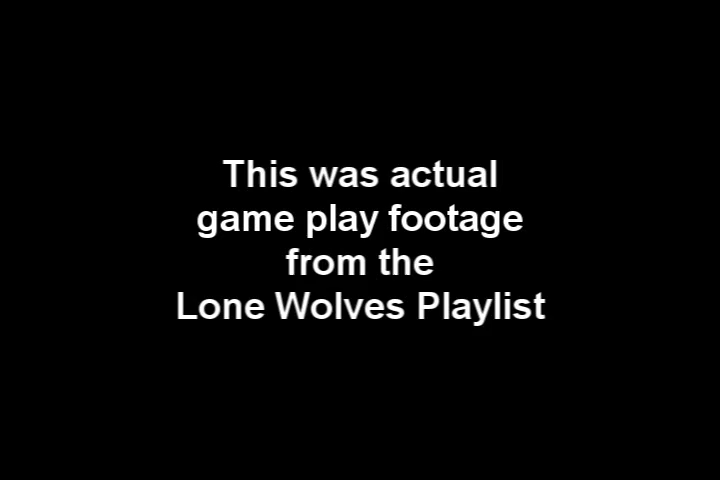 This was actual
game play footage
from the
Lone Wolves Playlist